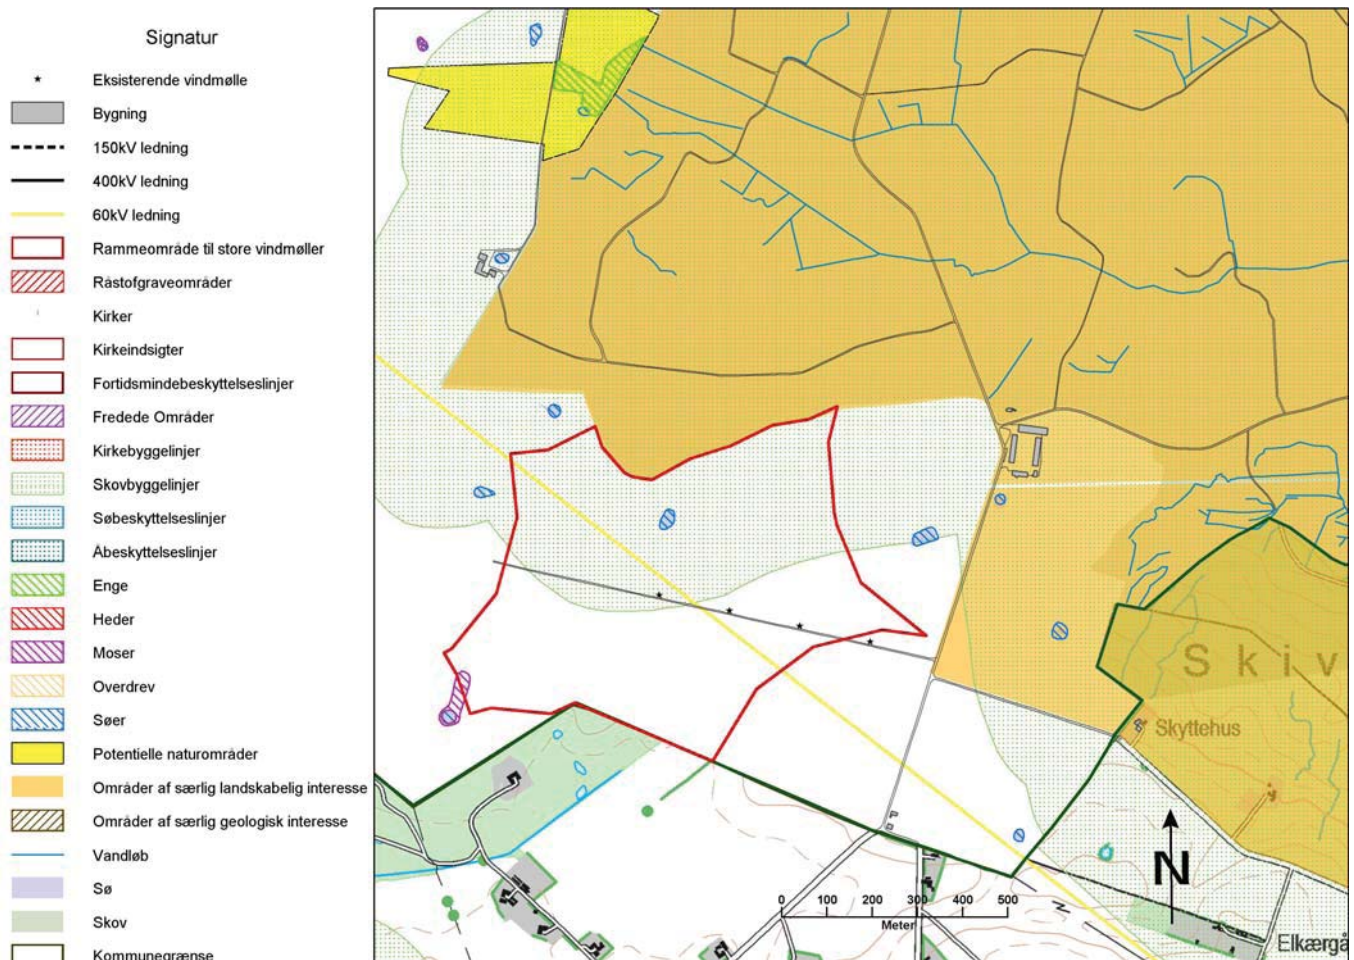 Signatur
Eksisterende vindmølle
Bygning
150kV ledning
400kV ledning
60kV ledning
Rammeområde til store vindmøller
Råstofgraveområder
Kirker
Kirkeindsigter
Fortidsmindebeskyttelseslinjer
Fredede Områder
Kirkebyggelinjer
Skovbyggelinjer
Søbeskyttelseslinjer
Åbeskyttelseslinjer
Enge
Heder
Moser
Overdrev
Søer
Potentielle naturområder
Områder af særlig landskabelig interesse
Områder af særlig geologisk interesse
Vandløb
Sø
Skov
Kommunegrænse
Skiv
Skyttehus
N
0 100 200 300 400 500
Meter
Elkærgå